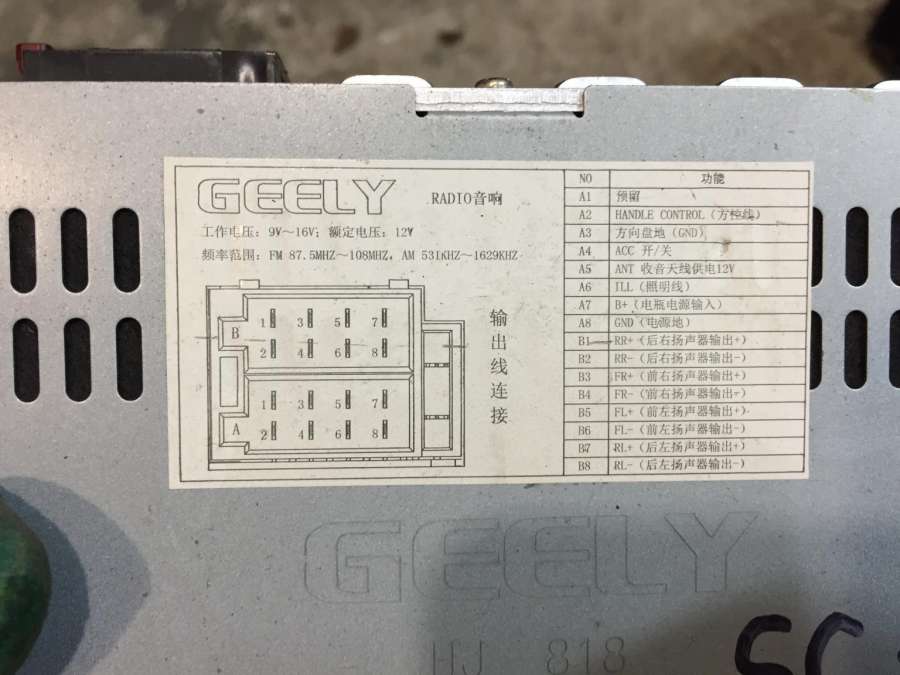 GEELY RADIO音响
工作电压: 9V~16V; 额定电压: 12V
频率范围: FM 87.5MHZ~108MHZ, AM 531KHZ~1629KHZ
B 1 3 5 7
2 4 6 8
1 3 5 7
A 2 4 6 8
输出线连接
NO 功能
A1 预留
A2 HANDLE CONTROL (方控线)
A3 方向盘地 (GND)
A4 ACC 开/关
A5 ANT 收音天线供电12V
A6 ILL (照明线)
A7 B+ (电瓶电源输入)
A8 GND (电源地)
B1 RR+ (后右扬声器输出+)
B2 RR- (后右扬声器输出-)
B3 FR+ (前右扬声器输出+)
B4 FR- (前右扬声器输出-)
B5 FL+ (前左扬声器输出+)
B6 FL- (前左扬声器输出-)
B7 RL+ (后左扬声器输出+)
B8 RL- (后左扬声器输出-)
GEELY
HJ 818